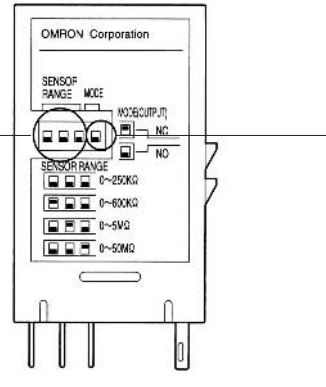 OMRON Corporation
SENSOR
RANGE MODE
MODE(OUTPUT)
NC
NO
SENSOR RANGE
0~250KΩ
0~600KΩ
0~5MΩ
0~50MΩ